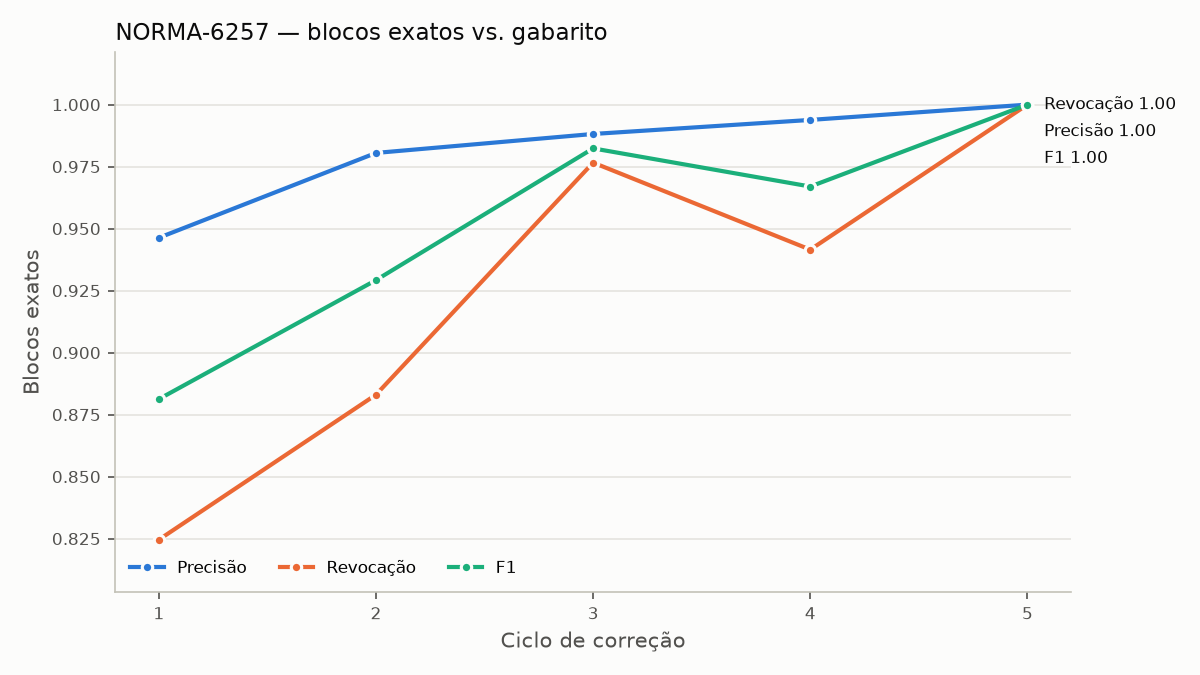 NORMA-6257 — blocos exatos vs. gabarito
Blocos exatos
1.000
0.975
0.950
0.925
0.900
0.875
0.850
0.825
Revocação 1.00
Precisão 1.00
F1 1.00
Precisão
Revocação
F1
1
2
3
4
5
Ciclo de correção